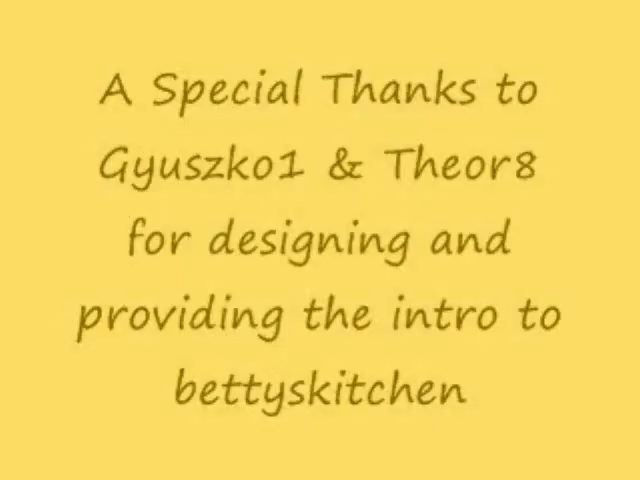 A Special Thanks to
Gyuszko1 & Theor8
for designing and
providing the intro to
bettyskitchen